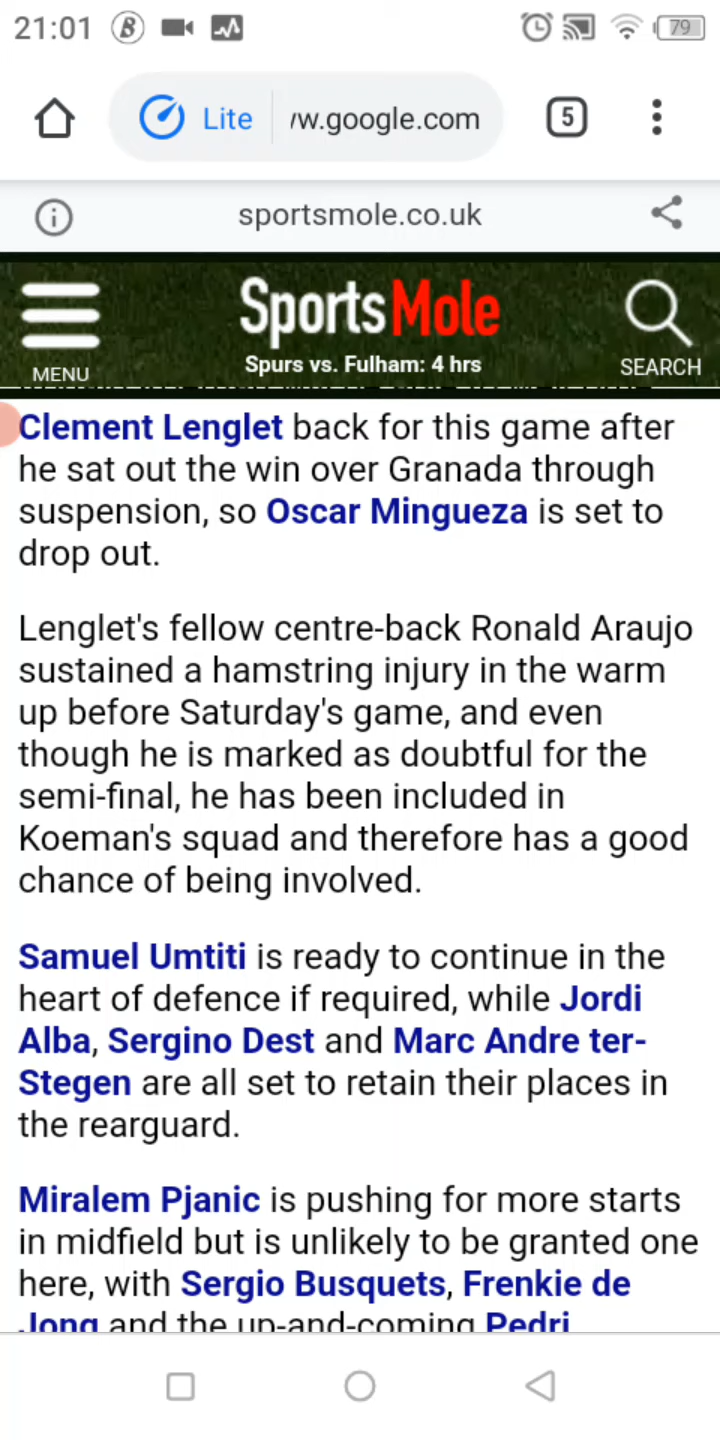 21:01
79
Lite
/w.google.com
5
sportsmole.co.uk
Sports Mole
MENU
Spurs vs. Fulham: 4 hrs
SEARCH
Clement Lenglet back for this game after
he sat out the win over Granada through
suspension, so Oscar Mingueza is set to
drop out.
Lenglet's fellow centre-back Ronald Araujo
sustained a hamstring injury in the warm
up before Saturday's game, and even
though he is marked as doubtful for the
semi-final, he has been included in
Koeman's squad and therefore has a good
chance of being involved.
Samuel Umtiti is ready to continue in the
heart of defence if required, while Jordi
Alba, Sergino Dest and Marc Andre ter-
Stegen are all set to retain their places in
the rearguard.
Miralem Pjanic is pushing for more starts
in midfield but is unlikely to be granted one
here, with Sergio Busquets, Frenkie de
Jong and the up-and-coming Pedri